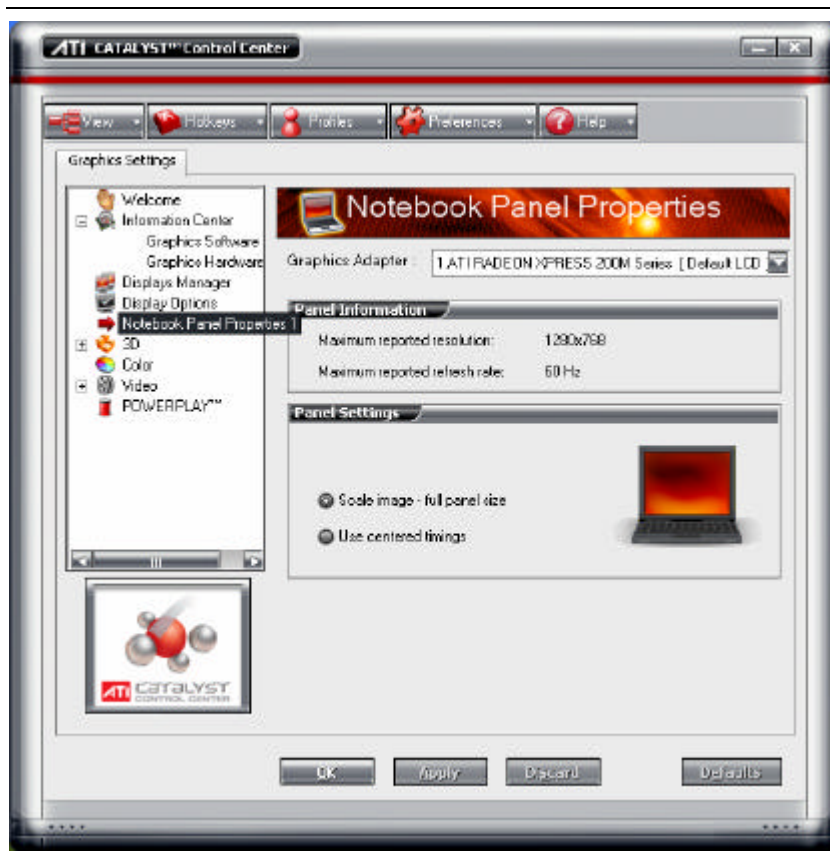 ATI CATALYST™ Control Center
View
Hotkeys
Profiles
Preferences
Help
Graphics Settings
Welcome
Information Center
Graphics Software
Graphics Hardware
Displays Manager
Display Options
Notebook Panel Properties 1
3D
Color
Video
POWERPLAY™
Notebook Panel Properties
Graphics Adapter :
1.ATI RADEON XPRESS 200M Series [ Default LCD
Panel Information
Maximum reported resolution: 1280x768
Maximum reported refresh rate: 60 Hz
Panel Settings
Scale image - full panel size
Use centered timings
ATI CATALYST
CONTROL CENTER
OK
Apply
Discard
Defaults